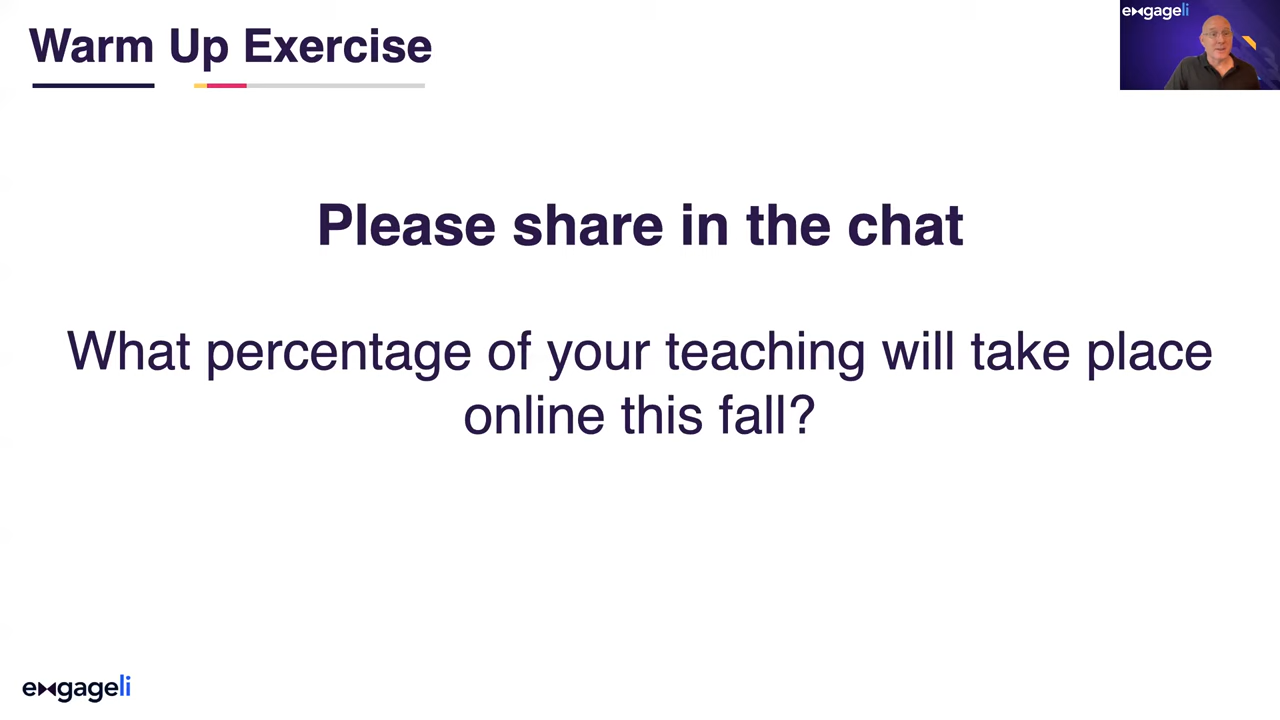 Warm Up Exercise
engageli
Please share in the chat
What percentage of your teaching will take place
online this fall?
engageli